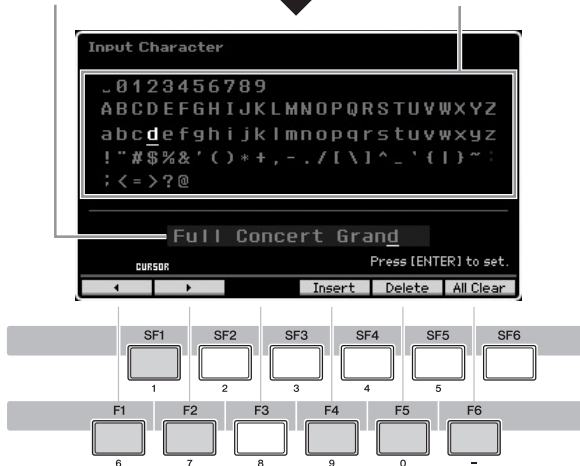 Input Character
˽0123456789
ABCDEFGHIJKLMNOPQRSTUVWXYZ
abcdefghijklmnopqrstuvwxyz
!"#$%&'()*+,-./[\]^_`{|}~:
;<=>?@
Full Concert Grand
CURSOR Press [ENTER] to set.
Insert Delete All Clear
SF1 SF2 SF3 SF4 SF5 SF6
1 2 3 4 5
F1 F2 F3 F4 F5 F6
6 7 8 9 0 –